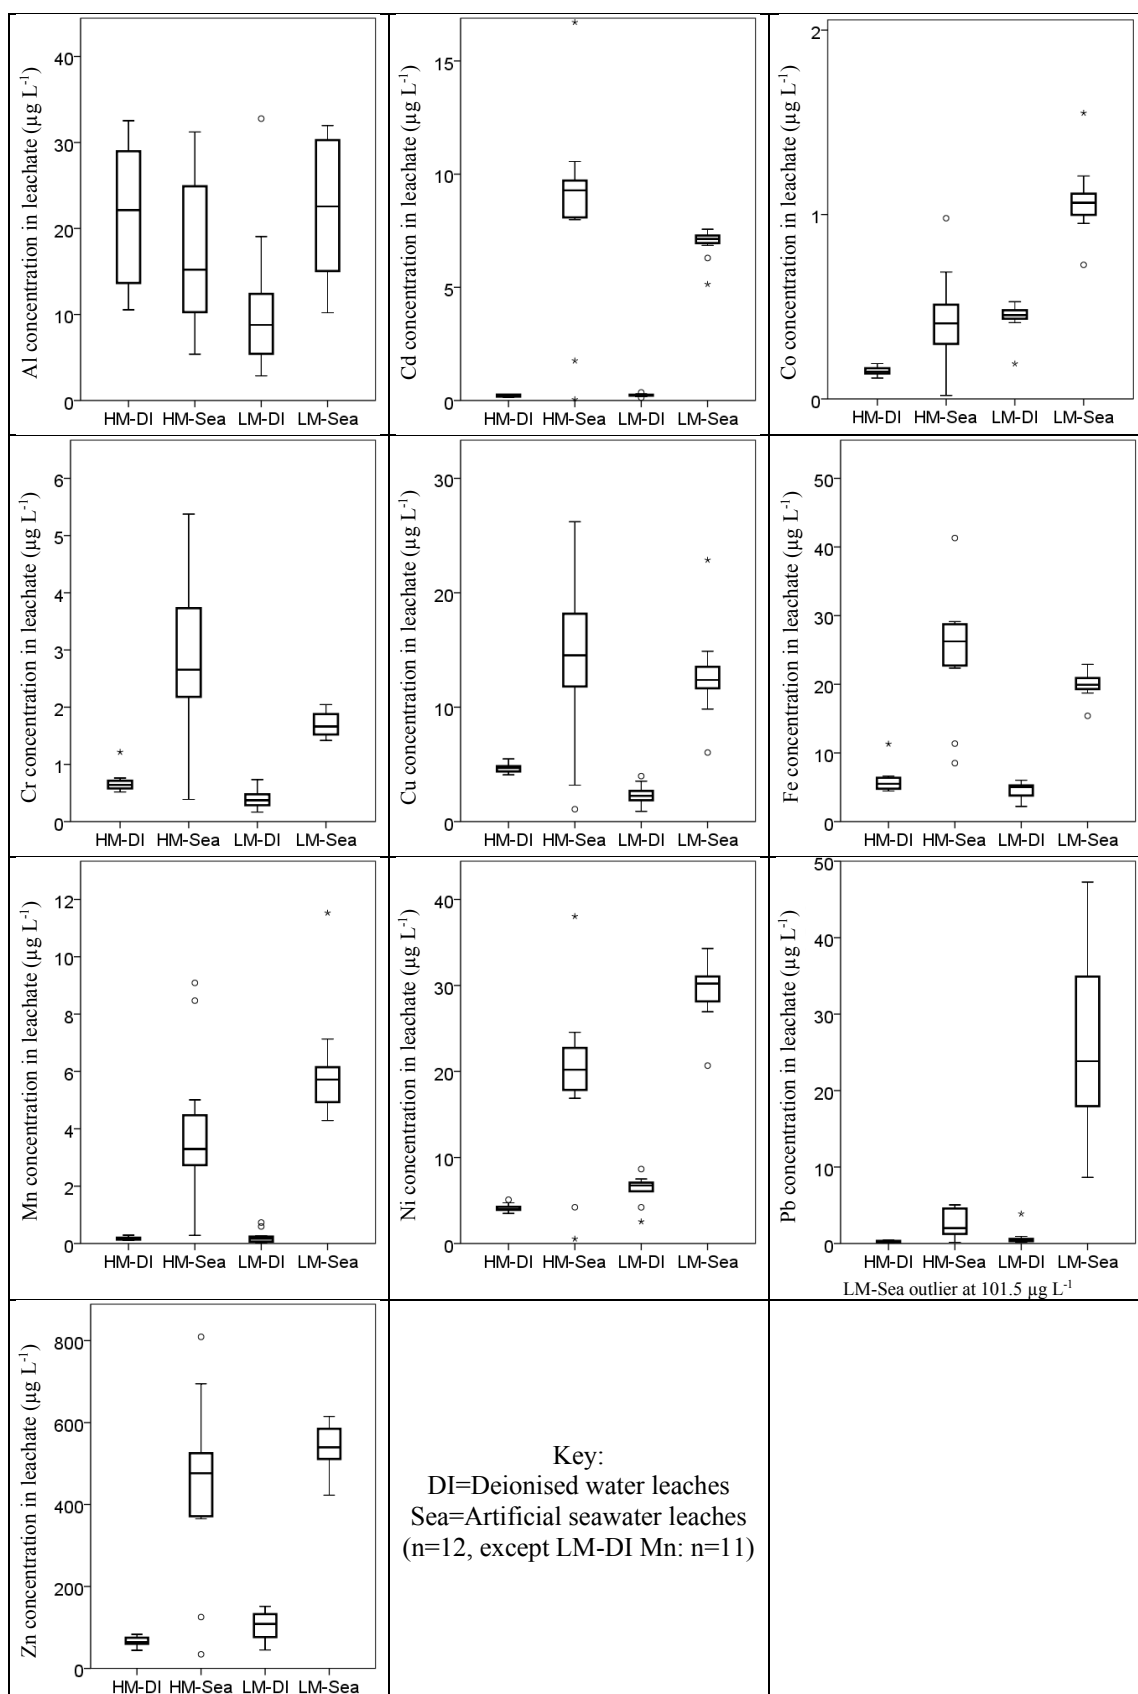 Al concentration in leachate (µg L-1)
40
30
20
10
0
HM-DI HM-Sea LM-DI LM-Sea
Cd concentration in leachate (µg L-1)
15
10
5
0
HM-DI HM-Sea LM-DI LM-Sea
Co concentration in leachate (µg L-1)
2
1
0
HM-DI HM-Sea LM-DI LM-Sea
Cr concentration in leachate (µg L-1)
6
5
4
3
2
1
0
HM-DI HM-Sea LM-DI LM-Sea
Cu concentration in leachate (µg L-1)
30
20
10
0
HM-DI HM-Sea LM-DI LM-Sea
Fe concentration in leachate (µg L-1)
50
40
30
20
10
0
HM-DI HM-Sea LM-DI LM-Sea
Mn concentration in leachate (µg L-1)
12
10
8
6
4
2
0
HM-DI HM-Sea LM-DI LM-Sea
Ni concentration in leachate (µg L-1)
40
30
20
10
0
HM-DI HM-Sea LM-DI LM-Sea
Pb concentration in leachate (µg L-1)
50
40
30
20
10
0
HM-DI HM-Sea LM-DI LM-Sea
LM-Sea outlier at 101.5 µg L-1
Zn concentration in leachate (µg L-1)
800
600
400
200
0
HM-DI HM-Sea LM-DI LM-Sea
Key:
DI=Deionised water leaches
Sea=Artificial seawater leaches
(n=12, except LM-DI Mn: n=11)